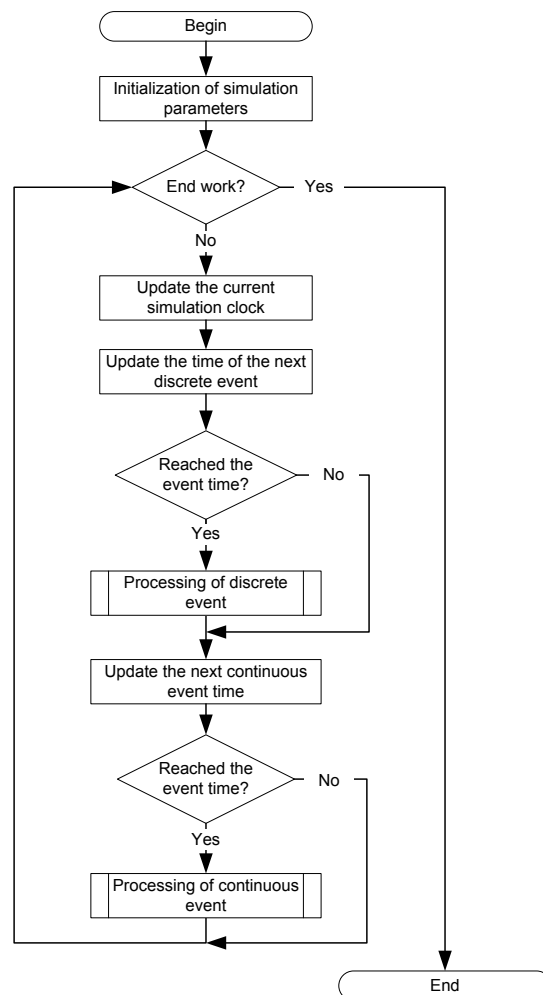 Begin
Initialization of simulation
parameters
End work?
Yes
No
Update the current
simulation clock
Update the time of the next
discrete event
Reached the
event time?
No
Yes
Processing of discrete
event
Update the next continuous
event time
Reached the
event time?
No
Yes
Processing of continuous
event
End